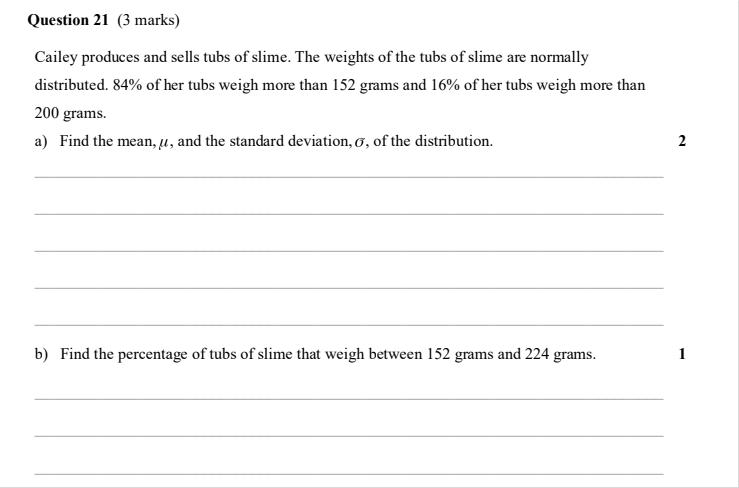 Question 21 (3 marks)
Cailey produces and sells tubs of slime. The weights of the tubs of slime are normally
distributed. 84% of her tubs weigh more than 152 grams and 16% of her tubs weigh more than
200 grams.
a) Find the mean, μ, and the standard deviation, σ, of the distribution. 2
b) Find the percentage of tubs of slime that weigh between 152 grams and 224 grams. 1